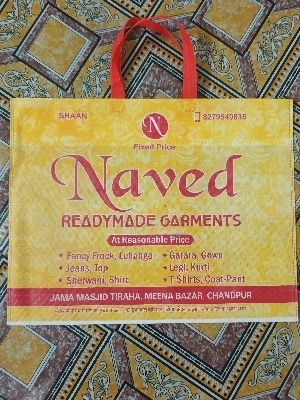 SHAAN 8279549835
N
Fixed Price
Naved
READYMADE GARMENTS
At Reasonable Price
• Fancy Frock, Lehanga • Garara, Gown
• Jeans, Top • Legi, Kurti
• Sherwani, Shirt • T.Shirts, Coat-Pant
JAMA MASJID TIRAHA, MEENA BAZAR, CHANDPUR